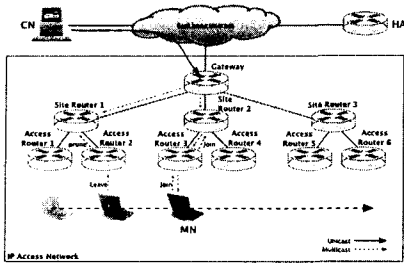 CN
HA
Gateway
Site Router 1
Site
Router 2
Site Router 3
Access
Router 1
prune
Access
Router 2
Access
Router 3
Join
Access
Router 4
Access
Router 5
Access
Router 6
Leave
Join
MN
Unicast
Multicast
IP Access Network